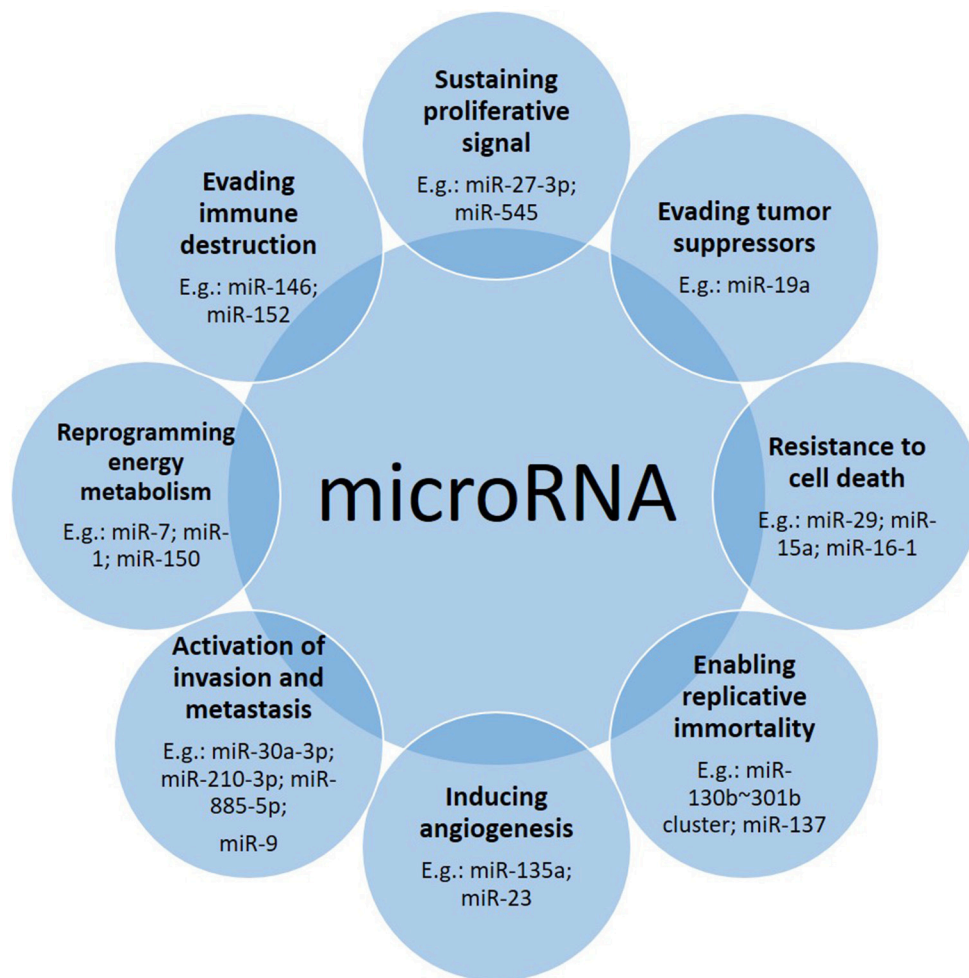 Sustaining
proliferative
signal
E.g.: miR-27-3p;
miR-545
Evading tumor
suppressors
E.g.: miR-19a
Resistance to
cell death
E.g.: miR-29; miR-
15a; miR-16-1
Enabling
replicative
immortality
E.g.: miR-
130b~301b
cluster; miR-137
Inducing
angiogenesis
E.g.: miR-135a;
miR-23
Activation of
invasion and
metastasis
E.g.: miR-30a-3p;
miR-210-3p; miR-
885-5p;
miR-9
Reprogramming
energy
metabolism
E.g.: miR-7; miR-
1; miR-150
Evading
immune
destruction
E.g.: miR-146;
miR-152
microRNA